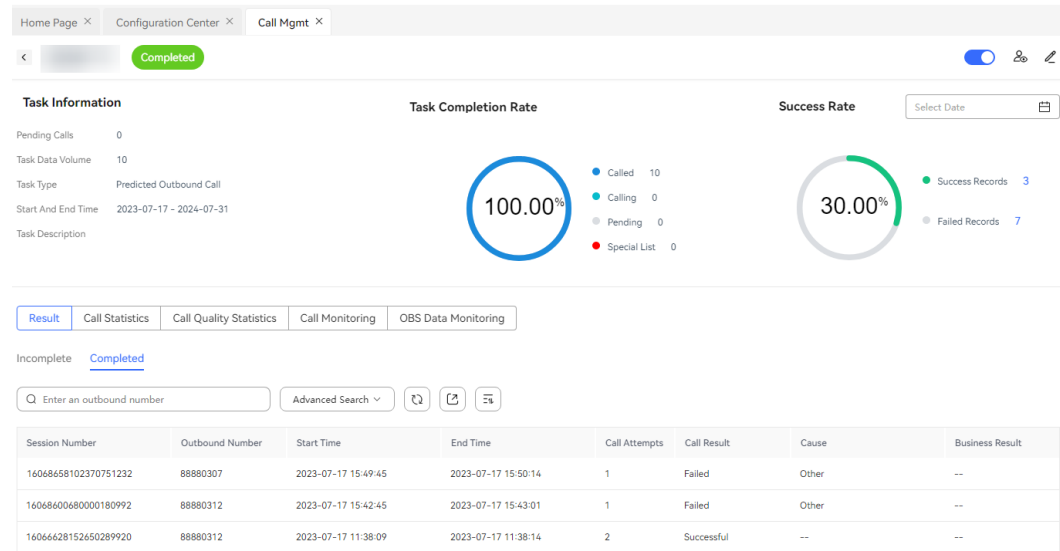 Home Page × Configuration Center × Call Mgmt ×
Completed
Task Information
Task Completion Rate
Success Rate
Select Date
Pending Calls 0
Task Data Volume 10
Task Type Predicted Outbound Call
Start And End Time 2023-07-17 - 2024-07-31
Task Description
100.00%
Called 10
Calling 0
Pending 0
Special List 0
30.00%
Success Records 3
Failed Records 7
Result Call Statistics Call Quality Statistics Call Monitoring OBS Data Monitoring
Incomplete Completed
Enter an outbound number Advanced Search
Session Number Outbound Number Start Time End Time Call Attempts Call Result Cause Business Result
16068658102370751232 88880307 2023-07-17 15:49:45 2023-07-17 15:50:14 1 Failed Other --
16068600680000180992 88880312 2023-07-17 15:42:45 2023-07-17 15:43:01 1 Failed Other --
16066628152650289920 88880312 2023-07-17 11:38:09 2023-07-17 11:38:14 2 Successful -- --